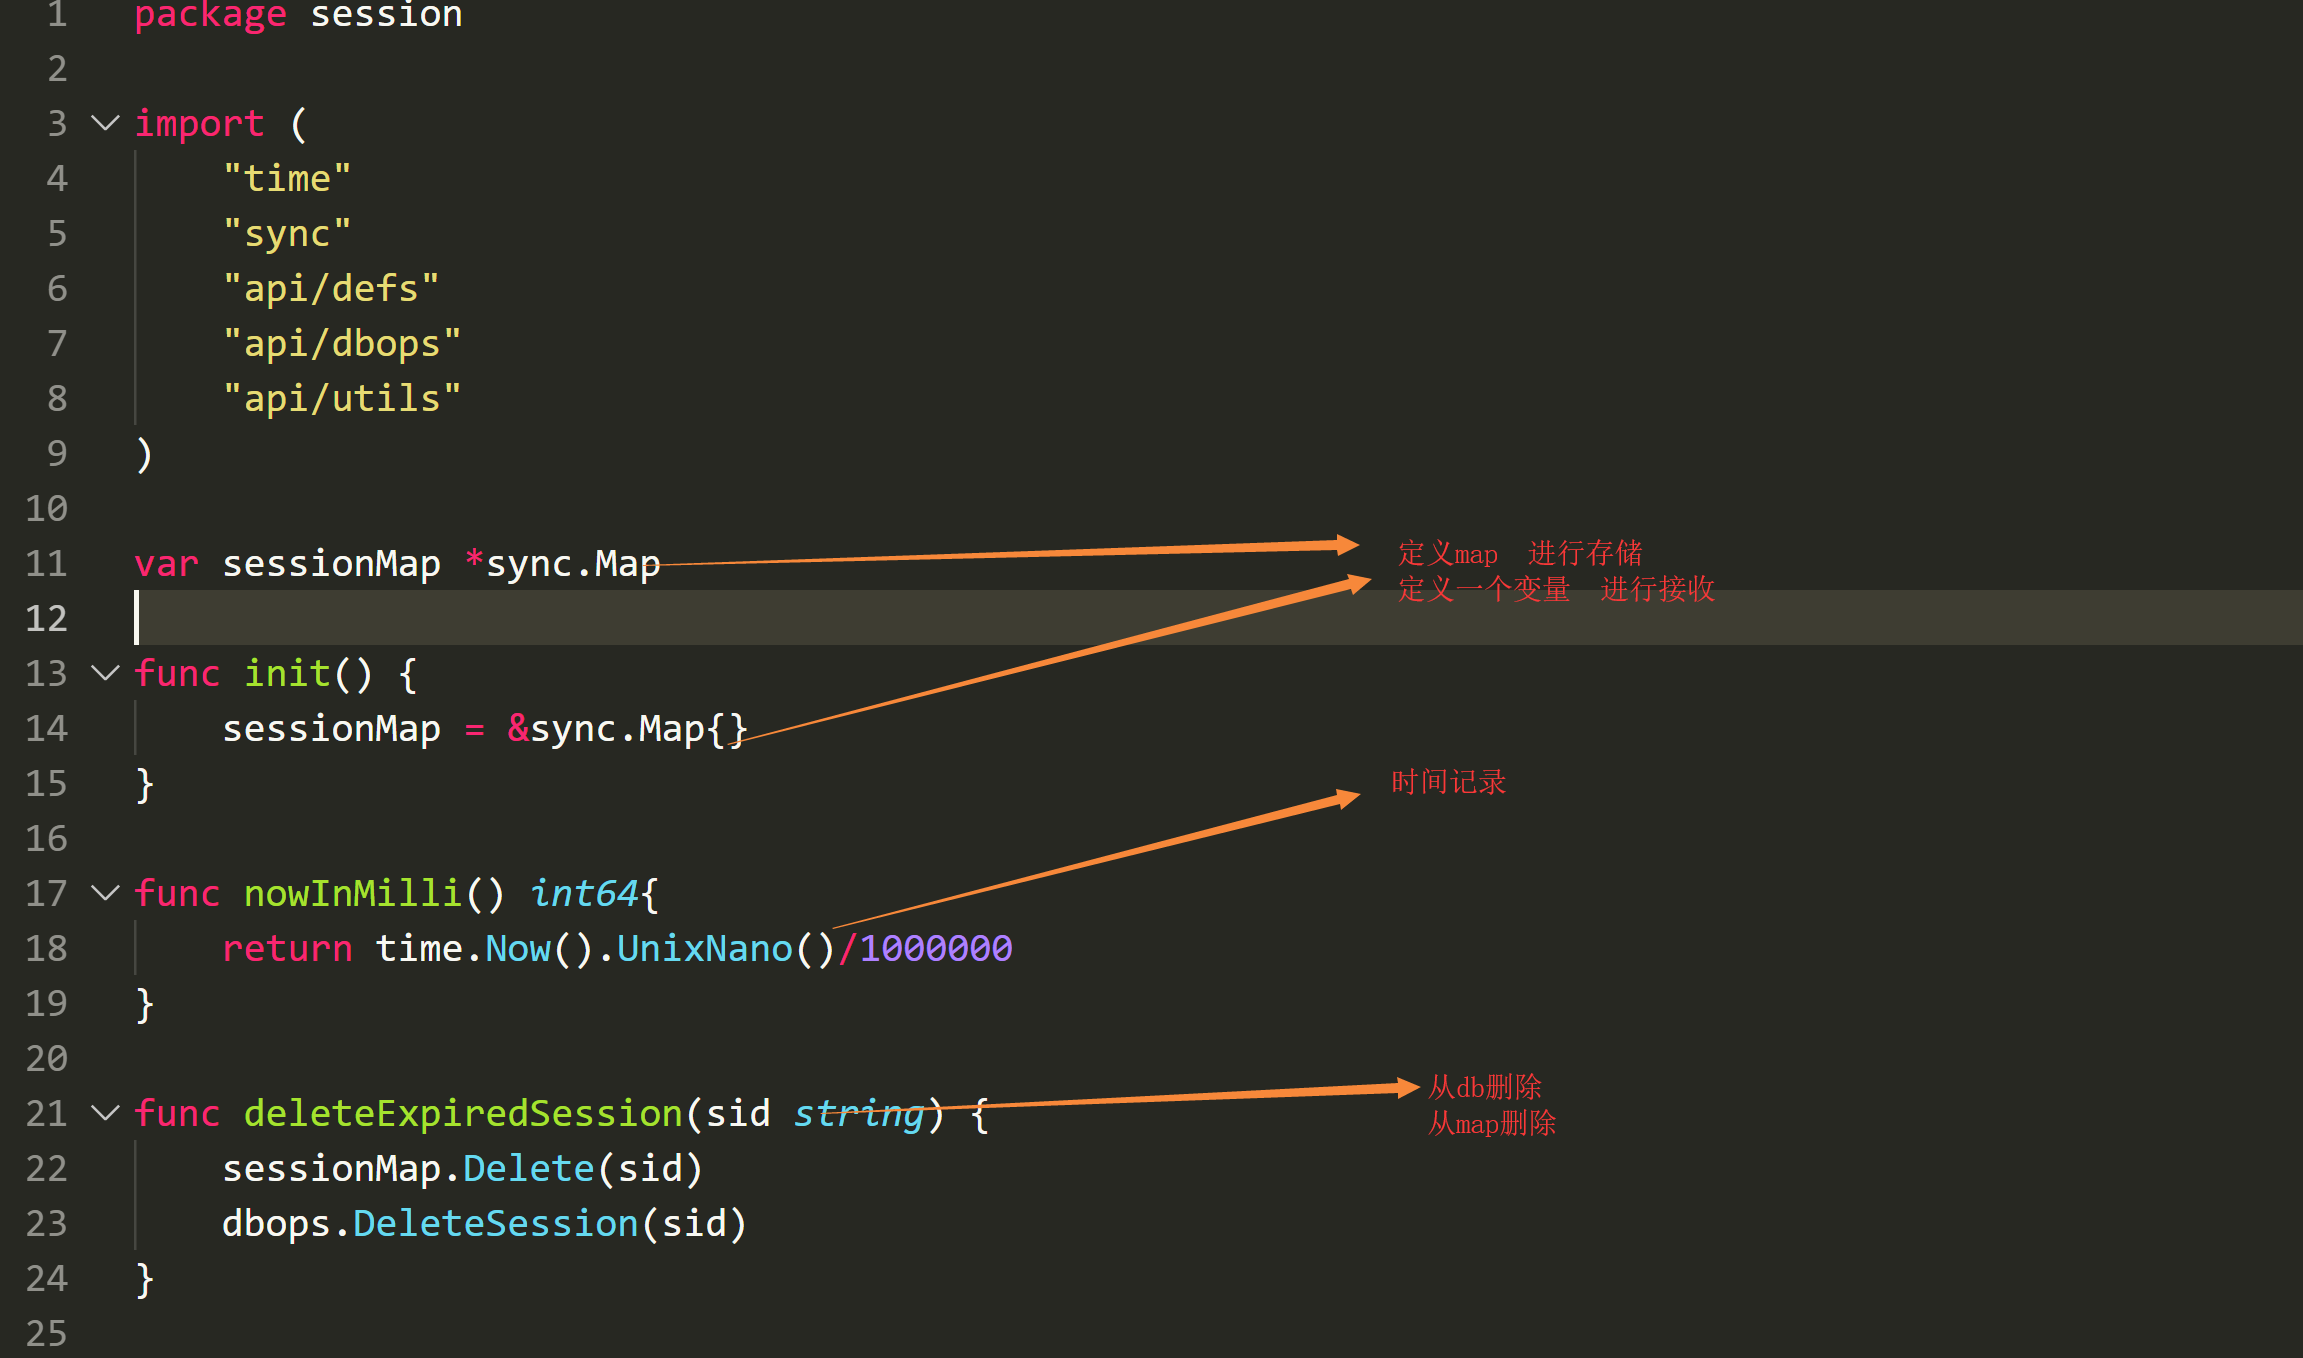 1 package session
2
3 import (
4 "time"
5 "sync"
6 "api/defs"
7 "api/dbops"
8 "api/utils"
9 )
10
11 var sessionMap *sync.Map
定义map 进行存储
定义一个变量 进行接收
12
13 func init() {
14 sessionMap = &sync.Map{}
15 }
时间记录
16
17 func nowInMilli() int64{
18 return time.Now().UnixNano()/1000000
19 }
20
21 func deleteExpiredSession(sid string) {
从db删除
从map删除
22 sessionMap.Delete(sid)
23 dbops.DeleteSession(sid)
24 }
25